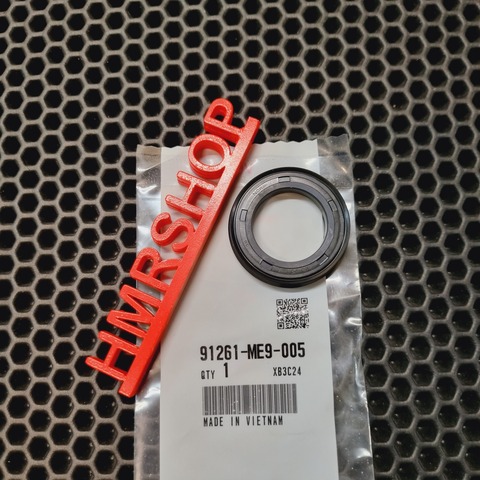 HMRSHOP
91261-ME9-005
QTY 1 XB3C24
MADE IN VIETNAM